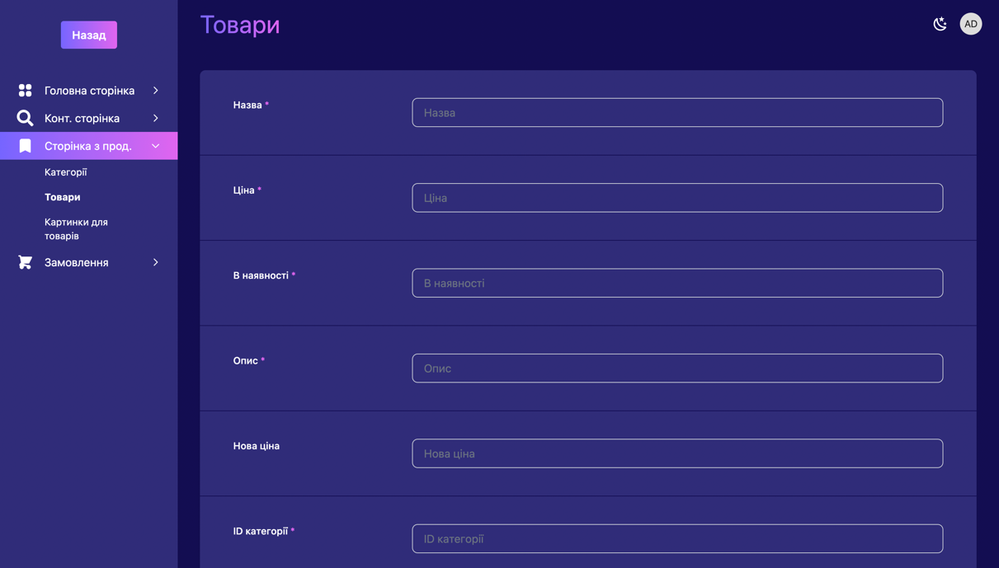 Назад
Головна сторінка
Конт. сторінка
Сторінка з прод.
Категорії
Товари
Картинки для
товарів
Замовлення
Товари
AD
Назва *
Назва
Ціна *
Ціна
В наявності *
В наявності
Опис *
Опис
Нова ціна
Нова ціна
ID категорії *
ID категорії